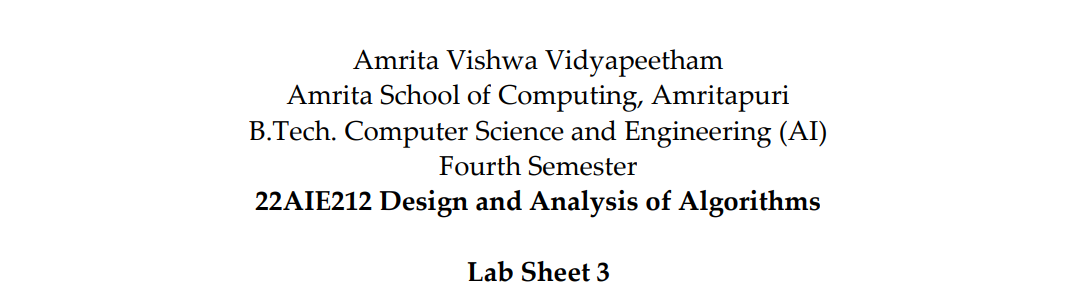 Amrita Vishwa Vidyapeetham
Amrita School of Computing, Amritapuri
B.Tech. Computer Science and Engineering (AI)
Fourth Semester
22AIE212 Design and Analysis of Algorithms
Lab Sheet 3